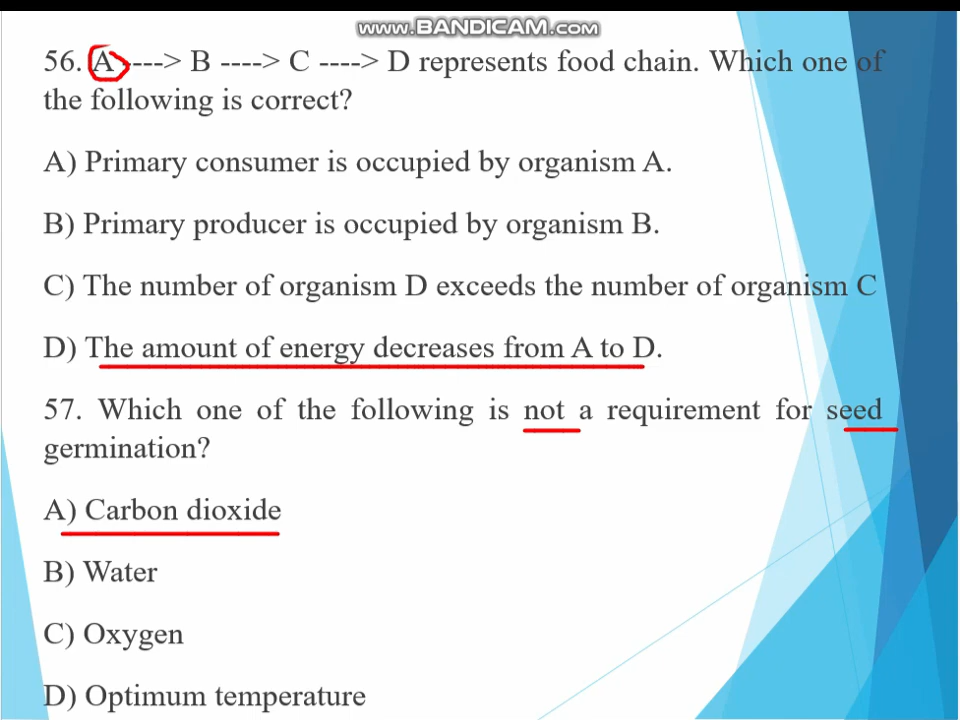 www.BANDICAM.com
56. A ----> B ----> C ----> D represents food chain. Which one of
the following is correct?
A) Primary consumer is occupied by organism A.
B) Primary producer is occupied by organism B.
C) The number of organism D exceeds the number of organism C
D) The amount of energy decreases from A to D.
57. Which one of the following is not a requirement for seed
germination?
A) Carbon dioxide
B) Water
C) Oxygen
D) Optimum temperature